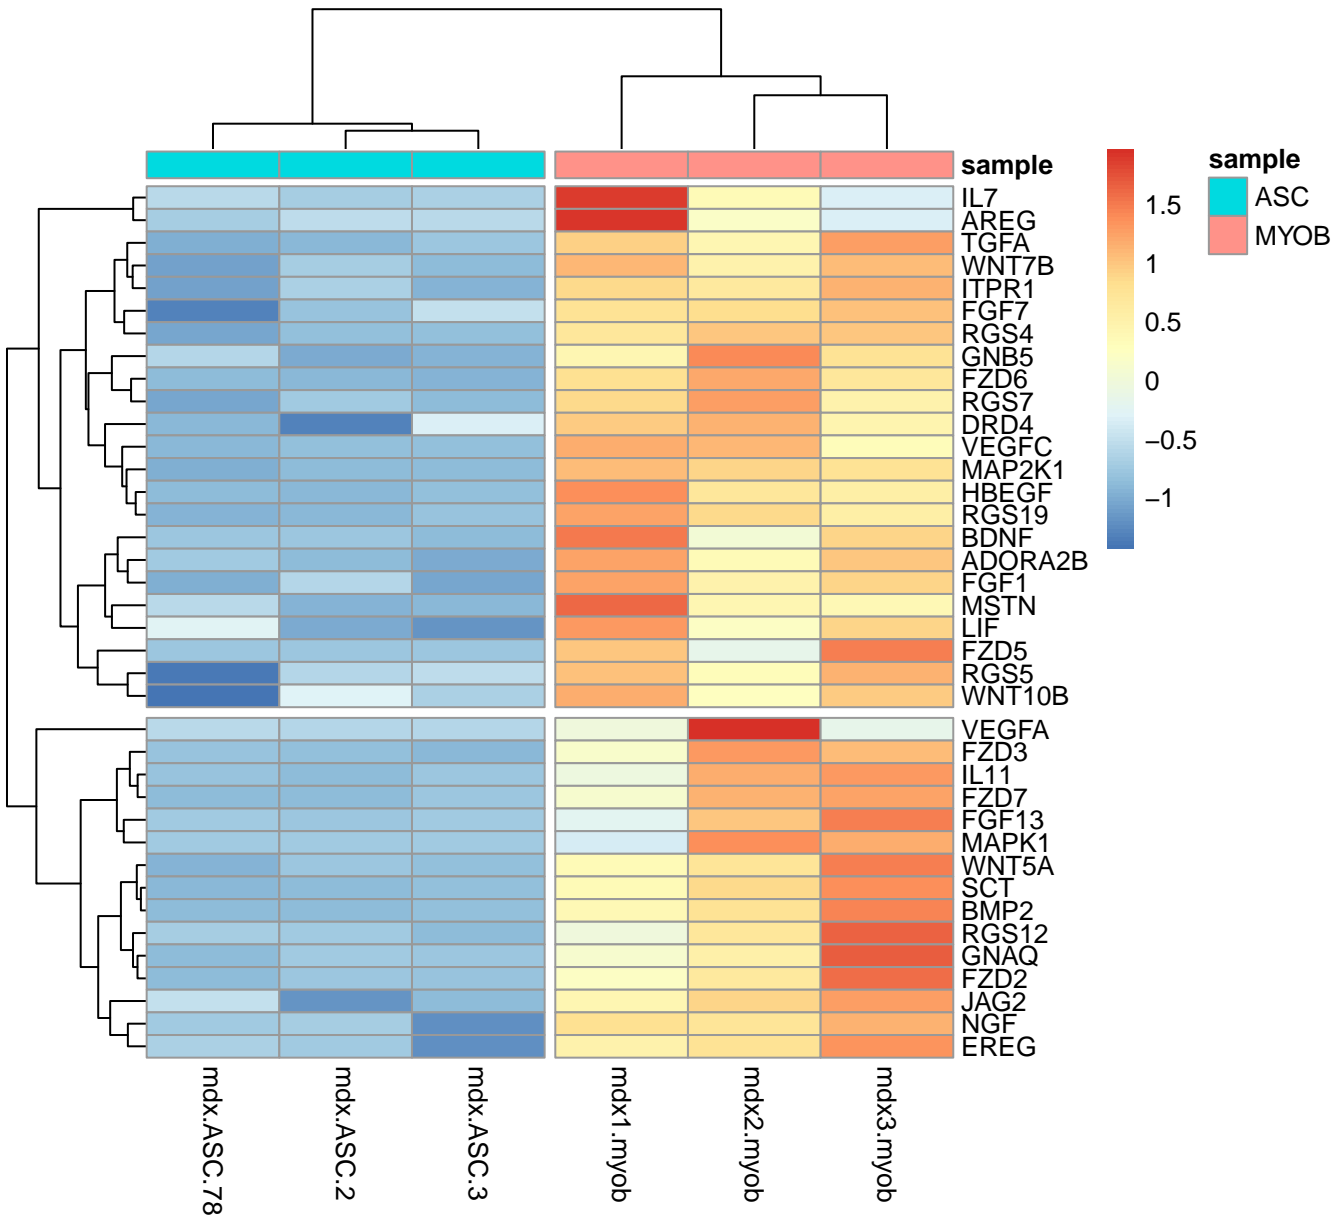 sample
IL7
AREG
TGFA
WNT7B
ITPR1
FGF7
RGS4
GNB5
FZD6
RGS7
DRD4
VEGFC
MAP2K1
HBEGF
RGS19
BDNF
ADORA2B
FGF1
MSTN
LIF
FZD5
RGS5
WNT10B
VEGFA
FZD3
IL11
FZD7
FGF13
MAPK1
WNT5A
SCT
BMP2
RGS12
GNAQ
FZD2
JAG2
NGF
EREG
mdx.ASC.78
mdx.ASC.2
mdx.ASC.3
mdx1.myob
mdx2.myob
mdx3.myob
1.5
1
0.5
0
−0.5
−1
sample
ASC
MYOB